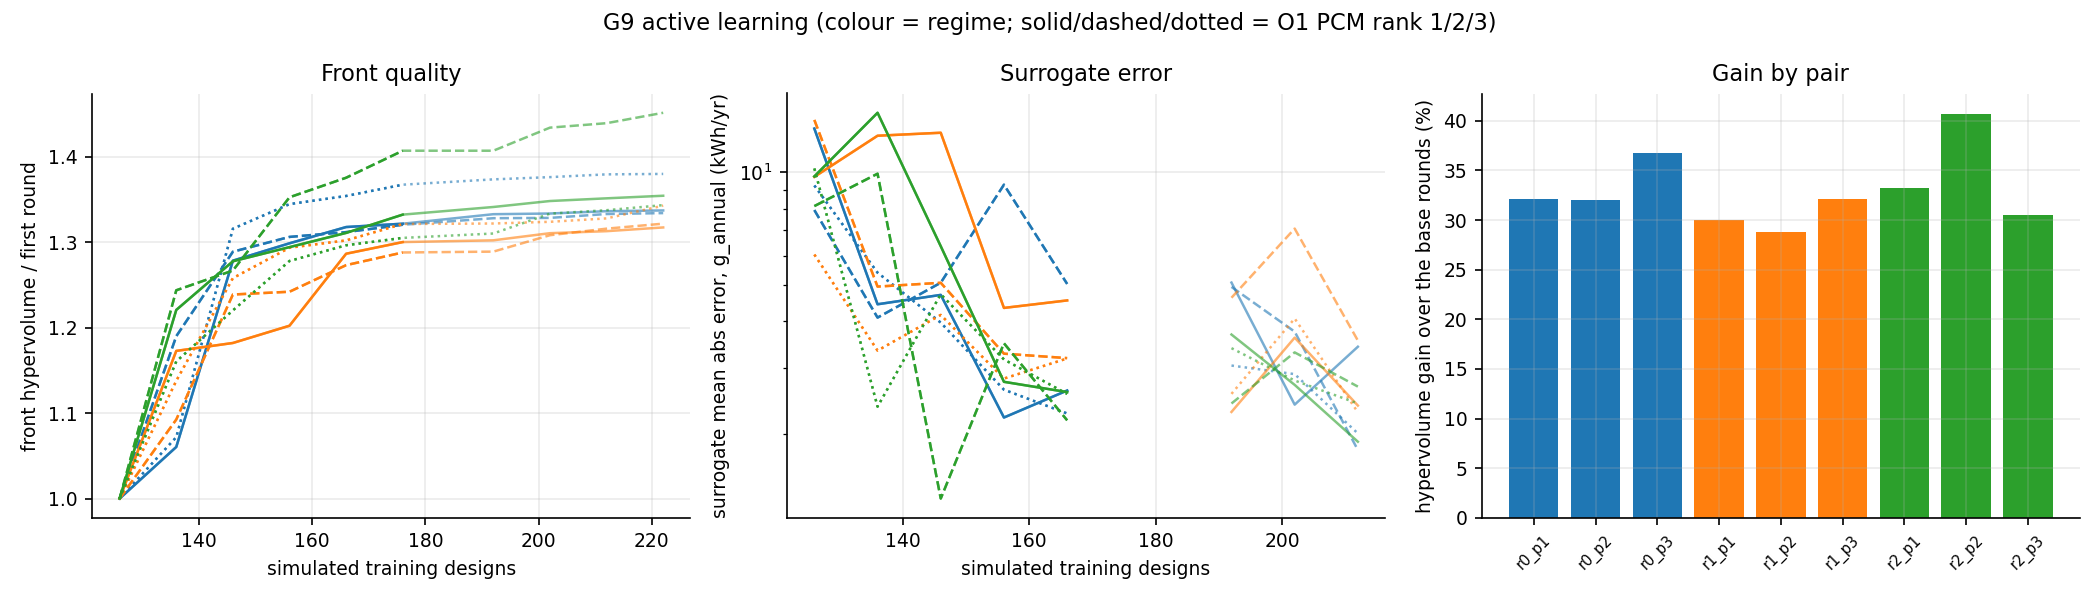 G9 active learning (colour = regime; solid/dashed/dotted = O1 PCM rank 1/2/3)
Front quality
front hypervolume / first round
1.4
1.3
1.2
1.1
1.0
140
160
180
200
220
simulated training designs
Surrogate error
surrogate mean abs error, g_annual (kWh/yr)
10¹
140
160
180
200
simulated training designs
Gain by pair
hypervolume gain over the base rounds (%)
40
35
30
25
20
15
10
5
0
r0_p1
r0_p2
r0_p3
r1_p1
r1_p2
r1_p3
r2_p1
r2_p2
r2_p3